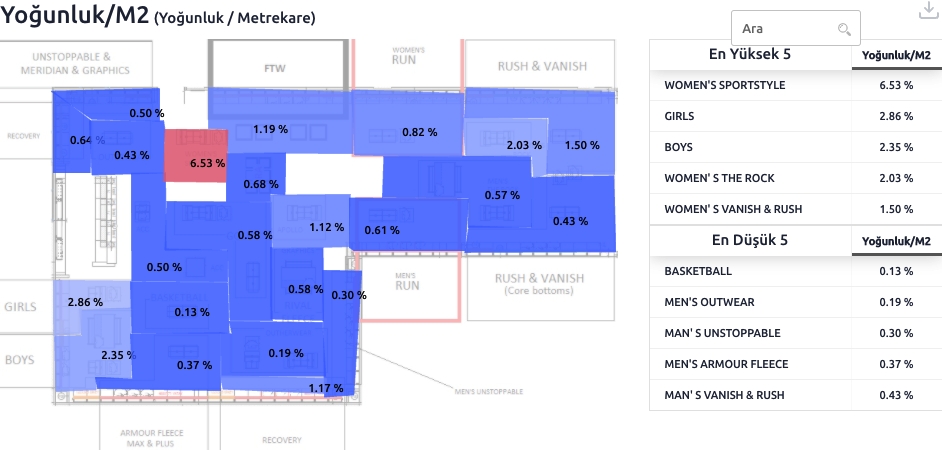 Yoğunluk/M2 (Yoğunluk / Metrekare)
Ara
UNSTOPPABLE &
MERIDIAN & GRAPHICS
FTW
WOMEN'S
RUN
RUSH & VANISH
RECOVERY
0.50 %
0.64 %
0.43 %
6.53 %
1.19 %
0.82 %
2.03 %
1.50 %
0.68 %
0.57 %
0.58 %
1.12 %
0.61 %
0.43 %
0.50 %
0.58 %
0.30 %
MEN'S
RUN
RUSH & VANISH
(Core bottoms)
GIRLS
2.86 %
0.13 %
BOYS
2.35 %
0.37 %
0.19 %
1.17 %
MEN'S UNSTOPPABLE
ARMOUR FLEECE
MAX & PLUS
RECOVERY
En Yüksek 5 Yoğunluk/M2
WOMEN'S SPORTSTYLE 6.53 %
GIRLS 2.86 %
BOYS 2.35 %
WOMEN' S THE ROCK 2.03 %
WOMEN' S VANISH & RUSH 1.50 %
En Düşük 5 Yoğunluk/M2
BASKETBALL 0.13 %
MEN'S OUTWEAR 0.19 %
MAN' S UNSTOPPABLE 0.30 %
MEN'S ARMOUR FLEECE 0.37 %
MAN' S VANISH & RUSH 0.43 %